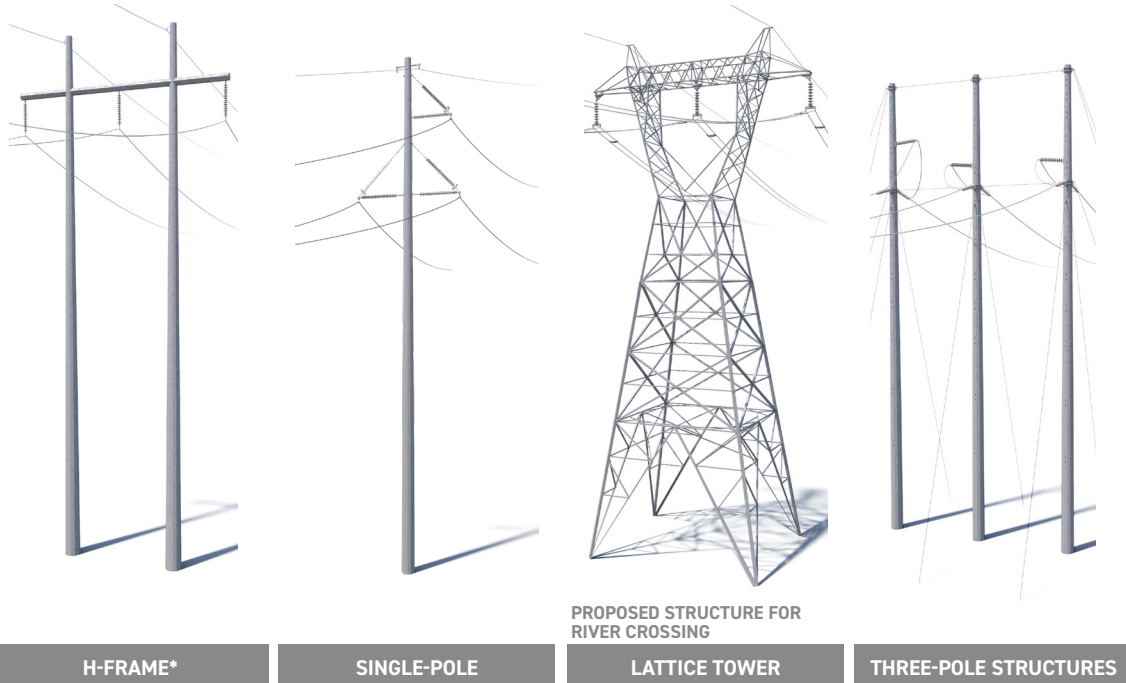 PROPOSED STRUCTURE FOR
RIVER CROSSING
H-FRAME*
SINGLE-POLE
LATTICE TOWER
THREE-POLE STRUCTURES